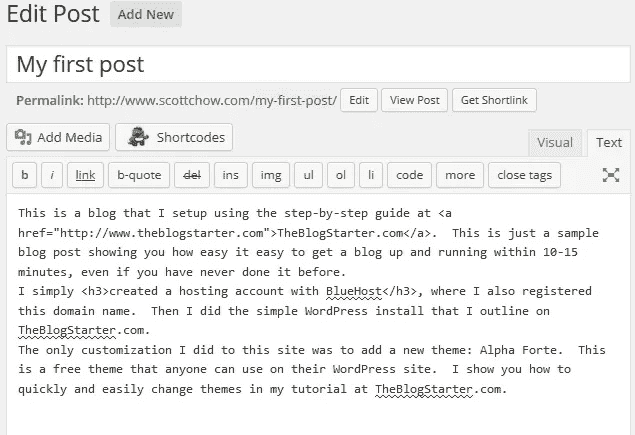 Edit Post Add New
My first post
Permalink: http://www.scottchow.com/my-first-post/ Edit View Post Get Shortlink
Add Media Shortcodes
Visual Text
b i link b-quote del ins img ul ol li code more close tags
This is a blog that I setup using the step-by-step guide at <a
href="http://www.theblogstarter.com">TheBlogStarter.com</a>.  This is just a sample
blog post showing you how easy it easy to get a blog up and running within 10-15
minutes, even if you have never done it before.
I simply <h3>created a hosting account with BlueHost</h3>, where I also registered
this domain name.  Then I did the simple WordPress install that I outline on
TheBlogStarter.com.
The only customization I did to this site was to add a new theme: Alpha Forte.  This
is a free theme that anyone can use on their WordPress site.  I show you how to
quickly and easily change themes in my tutorial at TheBlogStarter.com.